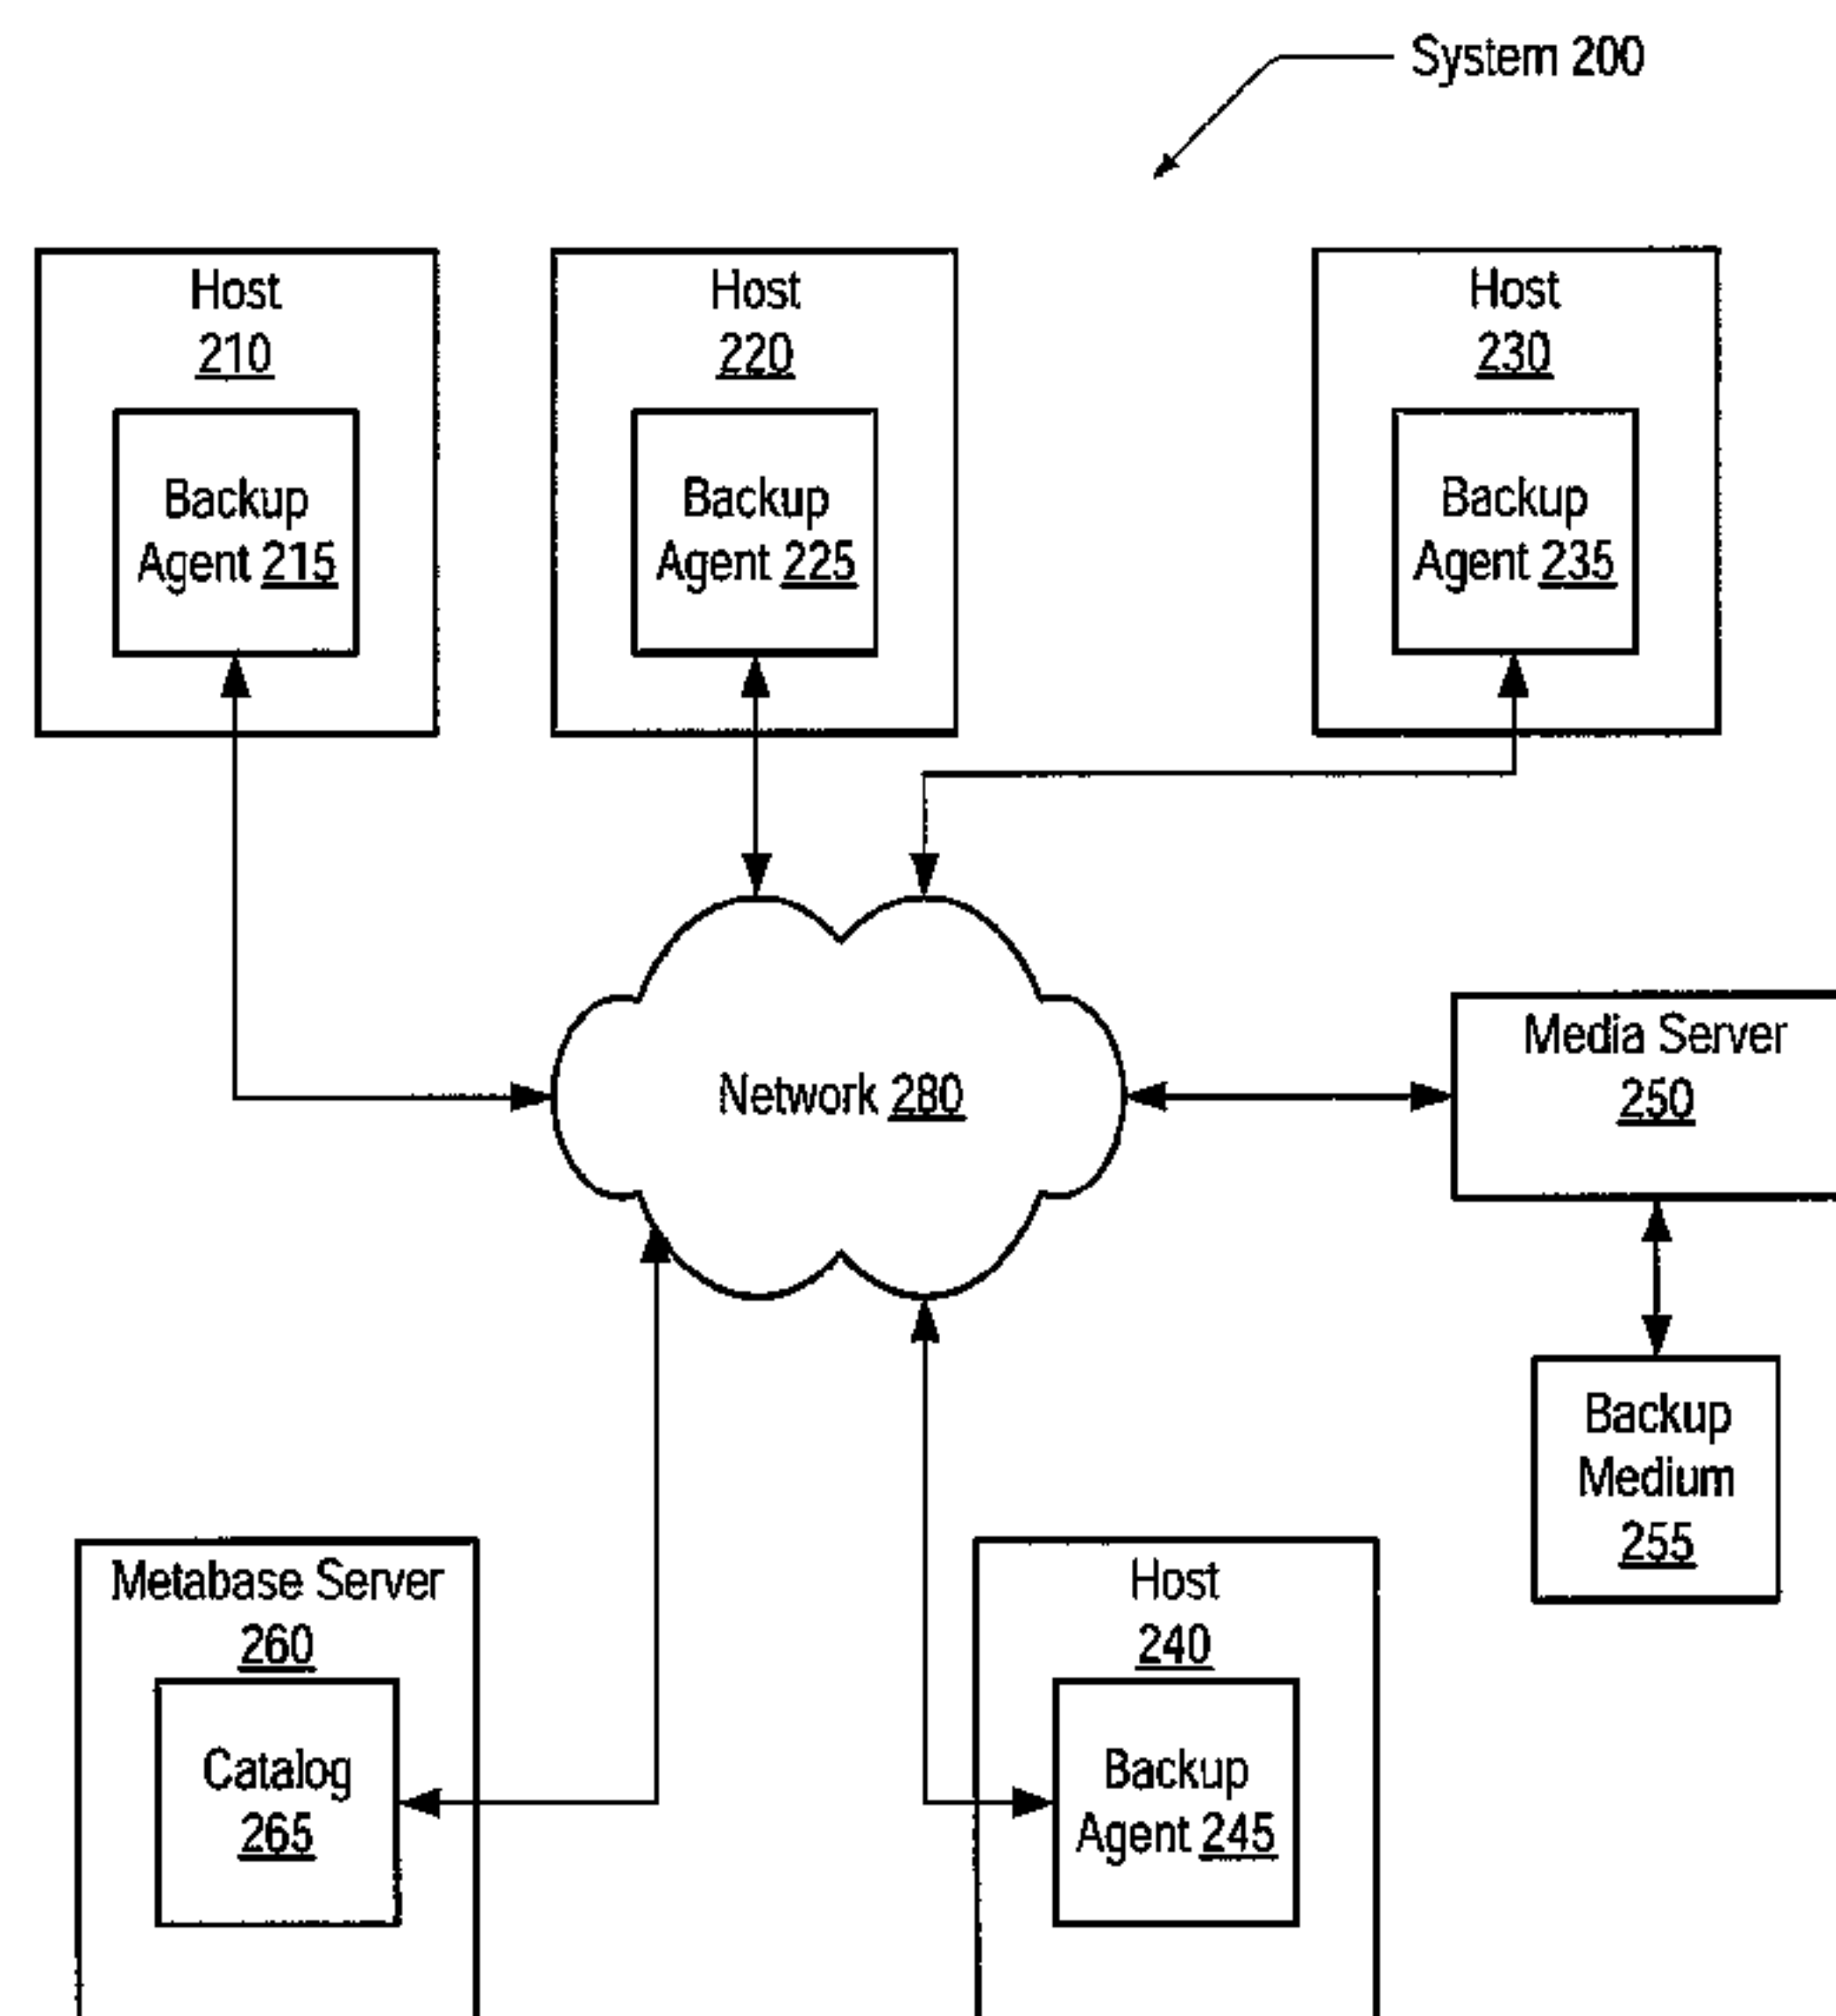 System 200
Host
210
Backup
Agent 215
Host
220
Backup
Agent 225
Host
230
Backup
Agent 235
Network 280
Media Server
250
Backup
Medium
255
Metabase Server
260
Catalog
265
Host
240
Backup
Agent 245